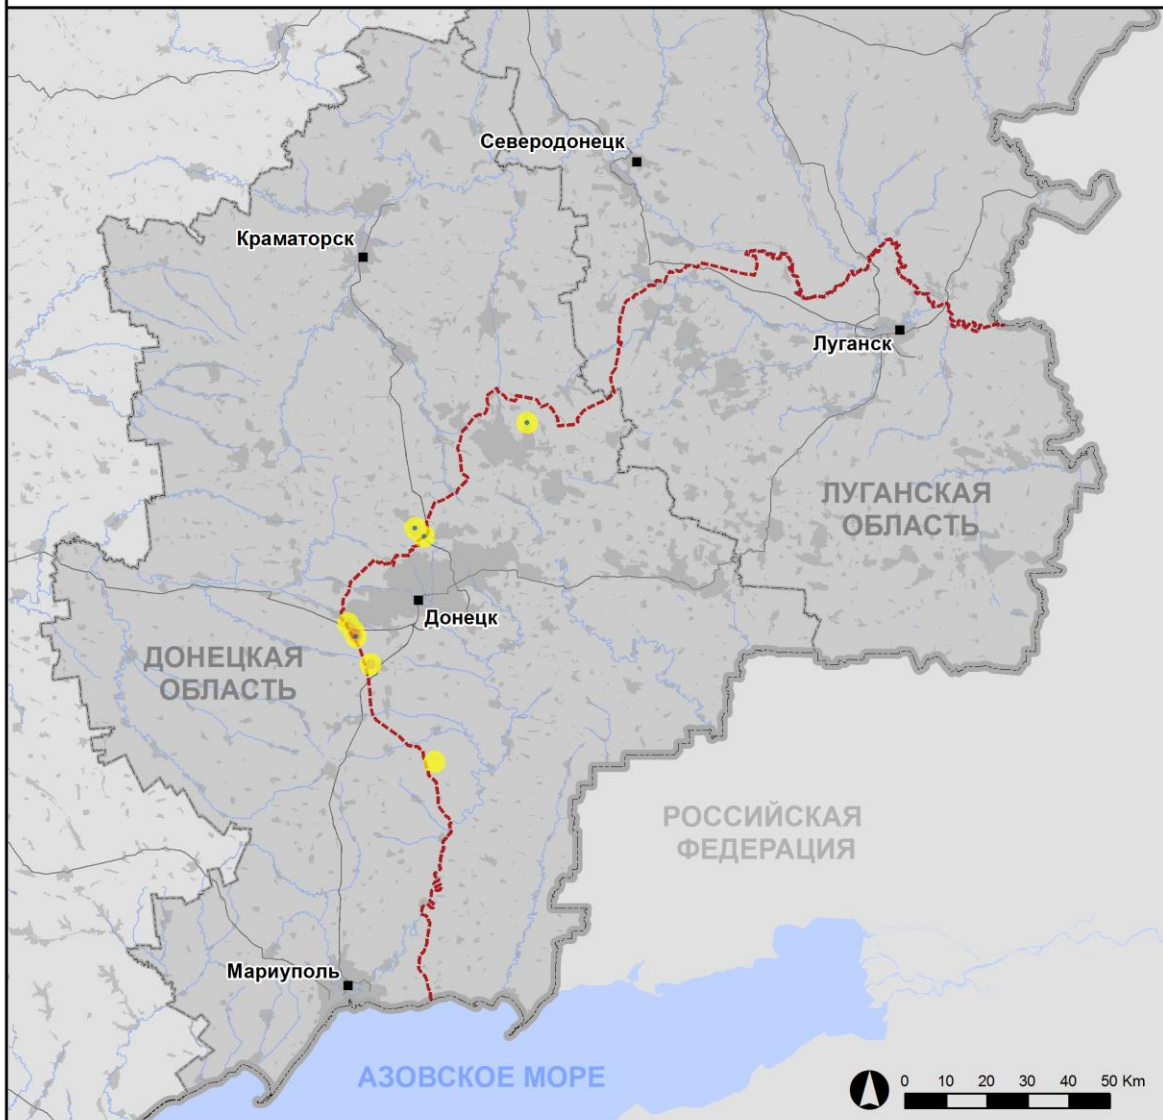 Северодонецк
Краматорск
Луганск
ЛУГАНСКАЯ
ОБЛАСТЬ
Донецк
ДОНЕЦКАЯ
ОБЛАСТЬ
РОССИЙСКАЯ
ФЕДЕРАЦИЯ
Мариуполь
АЗОВСКОЕ МОРЕ
0 10 20 30 40 50 Km